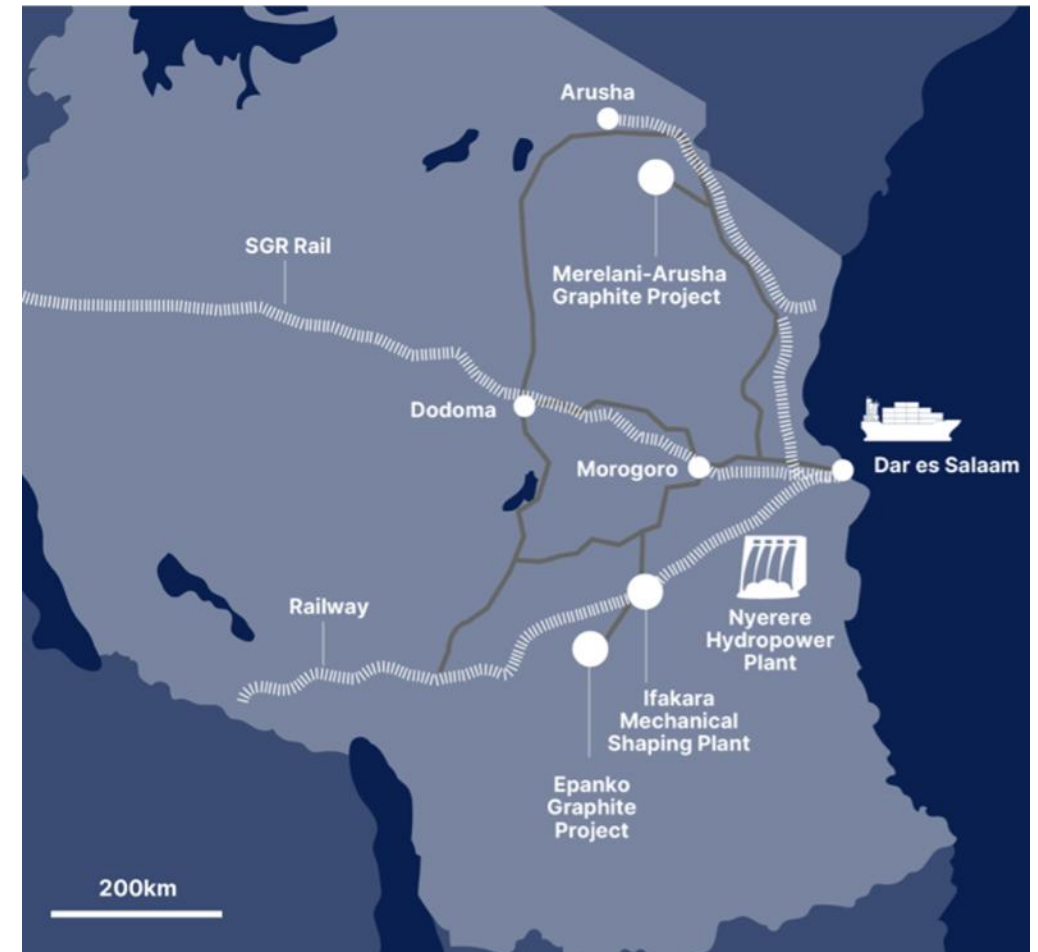 Arusha
SGR Rail
Merelani-Arusha
Graphite Project
Dodoma
Morogoro
Dar es Salaam
Railway
Nyerere
Hydropower
Plant
Ifakara
Mechanical
Shaping Plant
Epanko
Graphite
Project
200km